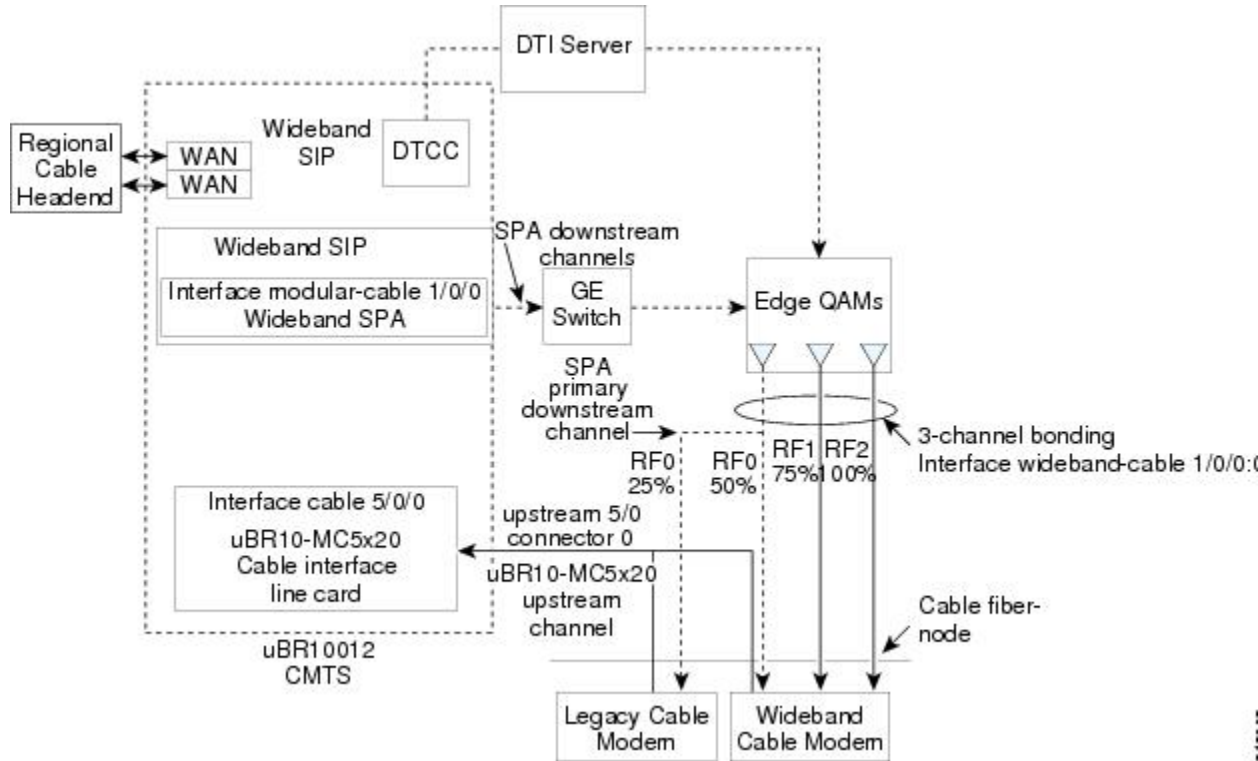 DTI Server
Wideband
SIP
DTCC
Regional
Cable
Headend
WAN
WAN
Wideband SIP
SPA downstream
channels
Interface modular-cable 1/0/0
Wideband SPA
GE
Switch
Edge QAMs
SPA
primary
downstream
channel
RF0
25%
RF0
50%
RF1
75%
RF2
100%
3-channel bonding
Interface wideband-cable 1/0/0:0
Interface cable 5/0/0
uBR10-MC5x20
Cable interface
line card
upstream 5/0
connector 0
uBR10-MC5x20
upstream
channel
Cable fiber-
node
uBR10012
CMTS
Legacy Cable
Modem
Wideband
Cable Modem